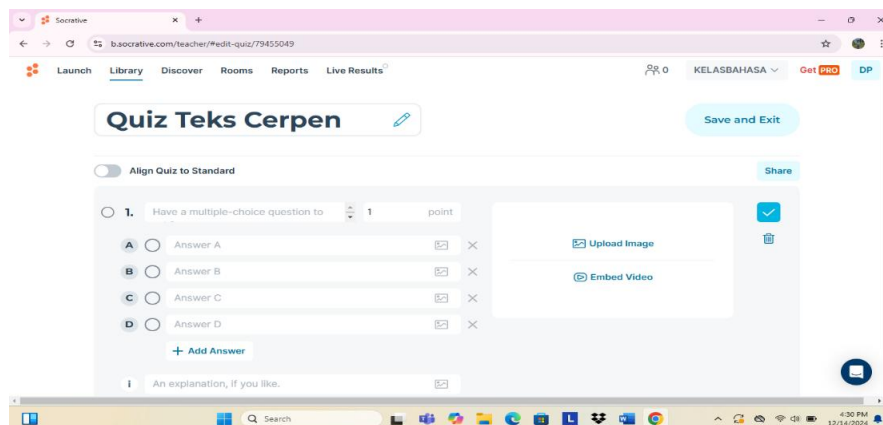 Socrative
b.socrative.com/teacher/#edit-quiz/79455049
Launch Library Discover Rooms Reports Live Results 0 KELASBAHASA Get PRO DP
Quiz Teks Cerpen Save and Exit
Align Quiz to Standard Share
1. Have a multiple-choice question to 1 point
A Answer A
B Answer B
C Answer C
D Answer D
+ Add Answer
Upload Image
Embed Video
i An explanation, if you like.
Search
4:30 PM
12/14/2024